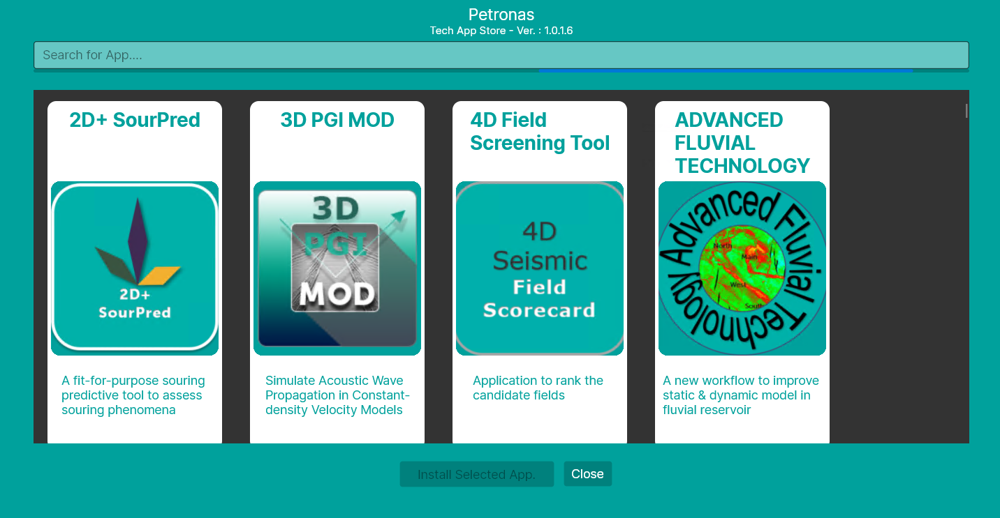 Petronas
Tech App Store - Ver. : 1.0.1.6
Search for App....
2D+ SourPred
2D+
SourPred
A fit-for-purpose souring
predictive tool to assess
souring phenomena
3D PGI MOD
3D
PGI
MOD
Simulate Acoustic Wave
Propagation in Constant-
density Velocity Models
4D Field
Screening Tool
4D
Seismic
Field
Scorecard
Application to rank the
candidate fields
ADVANCED
FLUVIAL
TECHNOLOGY
Advanced Fluvial Technology
North
Main
West
South
A new workflow to improve
static & dynamic model in
fluvial reservoir
Install Selected App.
Close